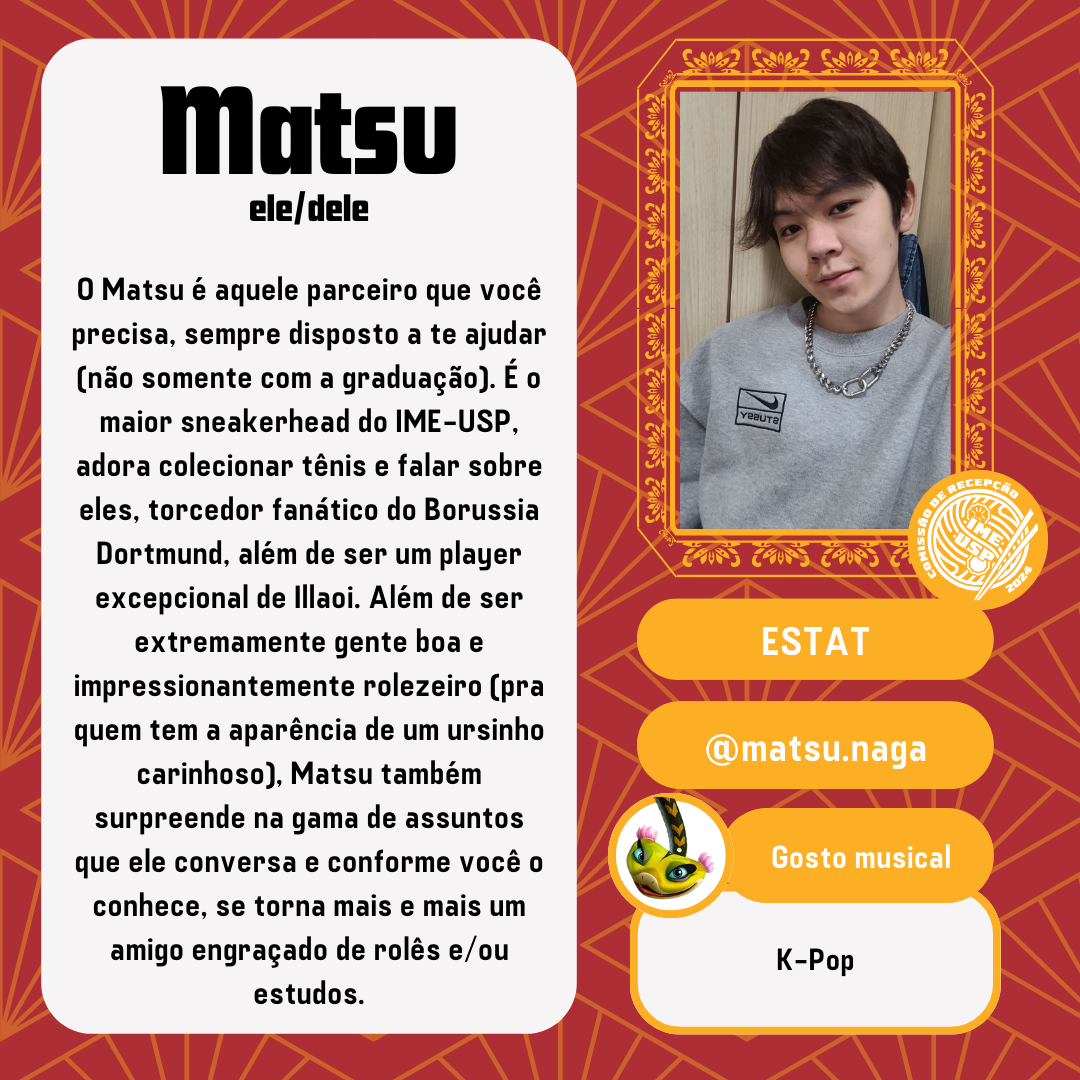 Matsu
ele/dele
O Matsu é aquele parceiro que você
precisa, sempre disposto a te ajudar
(não somente com a graduação). É o
maior sneakerhead do IME-USP,
adora colecionar tênis e falar sobre
eles, torcedor fanático do Borussia
Dortmund, além de ser um player
excepcional de Illaoi. Além de ser
extremamente gente boa e
impressionantemente rolezeiro (pra
quem tem a aparência de um ursinho
carinhoso), Matsu também
surpreende na gama de assuntos
que ele conversa e conforme você o
conhece, se torna mais e mais um
amigo engraçado de rolês e/ou
estudos.
STUSSY
COMISSÃO DE RECEPÇÃO
IME-
USP
2024
ESTAT
@matsu.naga
Gosto musical
K-Pop